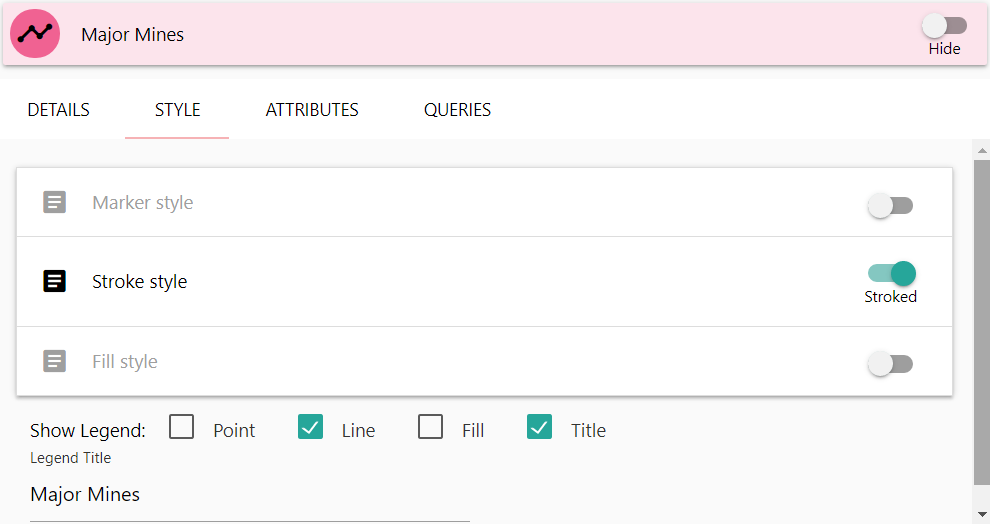 Major Mines
Hide
DETAILS STYLE ATTRIBUTES QUERIES
Marker style
Stroke style
Stroked
Fill style
Show Legend: Point Line Fill Title
Legend Title
Major Mines